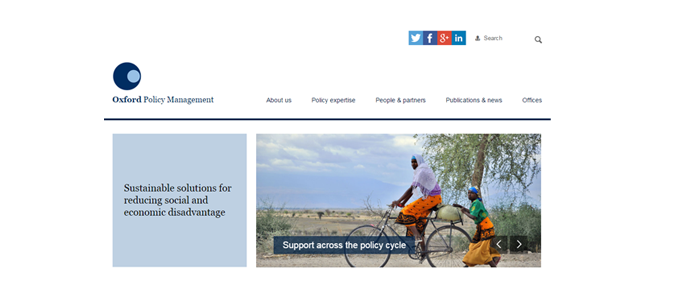 Search
Oxford Policy Management
About us
Policy expertise
People & partners
Publications & news
Offices
Sustainable solutions for
reducing social and
economic disadvantage
Support across the policy cycle